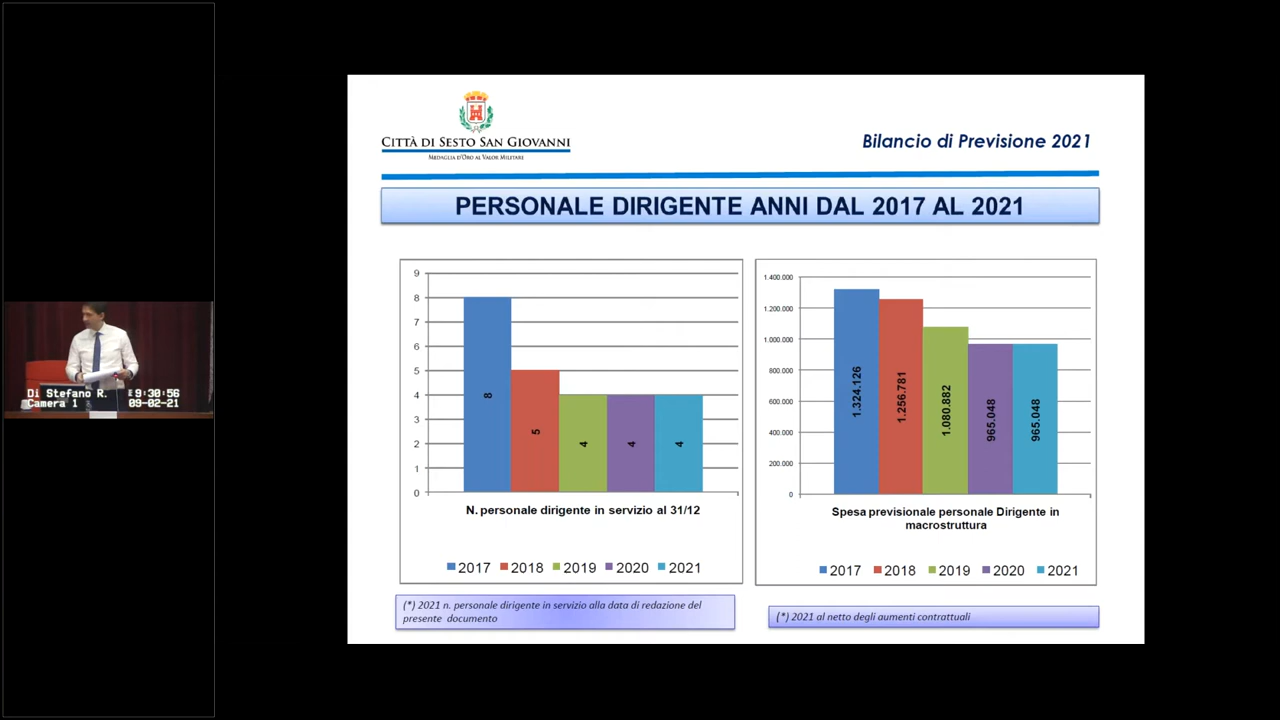 CITTÀ DI SESTO SAN GIOVANNI
MEDAGLIA D'ORO AL VALOR MILITARE
Bilancio di Previsione 2021
PERSONALE DIRIGENTE ANNI DAL 2017 AL 2021
9
8
7
6
5
4
3
2
1
0
8
5
4
4
4
N. personale dirigente in servizio al 31/12
2017 2018 2019 2020 2021
(*) 2021 n. personale dirigente in servizio alla data di redazione del
presente documento
1.400.000
1.200.000
1.000.000
800.000
600.000
400.000
200.000
0
1.324.126
1.256.781
1.080.882
965.048
965.048
Spesa previsionale personale Dirigente in
macrostruttura
2017 2018 2019 2020 2021
(*) 2021 al netto degli aumenti contrattuali
Di Stefano R. 19:30:56
Camera 1 09-02-21